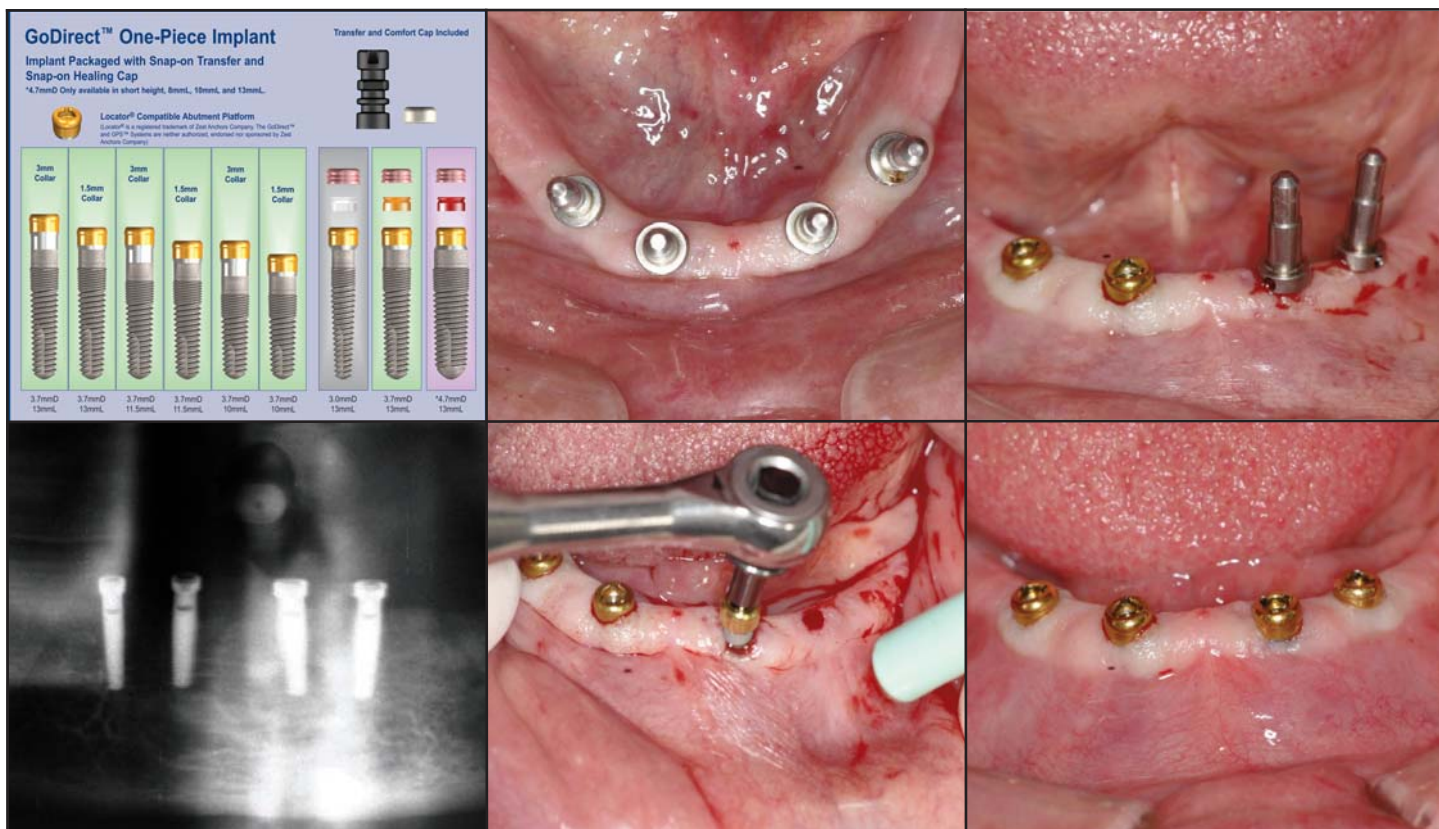 GoDirect™ One-Piece Implant
Transfer and Comfort Cap Included
Implant Packaged with Snap-on Transfer and
Snap-on Healing Cap
*4.7mmD Only available in short height, 8mmL, 10mmL and 13mmL.
Locator® Compatible Abutment Platform
(Locator® is a registered trademark of Zest Anchors Company. The GoDirect™
and GPS™ Systems are neither authorized, endorsed nor sponsored by Zest
Anchors Company)
3mm
Collar
1.5mm
Collar
3mm
Collar
1.5mm
Collar
3mm
Collar
1.5mm
Collar
3.7mmD
13mmL
3.7mmD
13mmL
3.7mmD
11.5mmL
3.7mmD
11.5mmL
3.7mmD
10mmL
3.7mmD
10mmL
3.0mmD
13mmL
3.7mmD
13mmL
*4.7mmD
13mmL